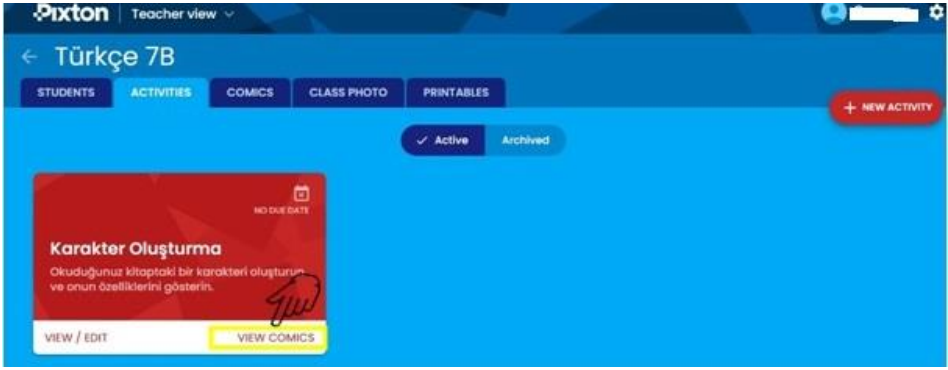 Pixton Teacher view
← Türkçe 7B
STUDENTS ACTIVITIES COMICS CLASS PHOTO PRINTABLES
+ NEW ACTIVITY
✓ Active Archived
NO DUE DATE
Karakter Oluşturma
Okuduğunuz kitaptaki bir karakteri oluşturun
ve onun özelliklerini gösterin.
VIEW / EDIT VIEW COMICS